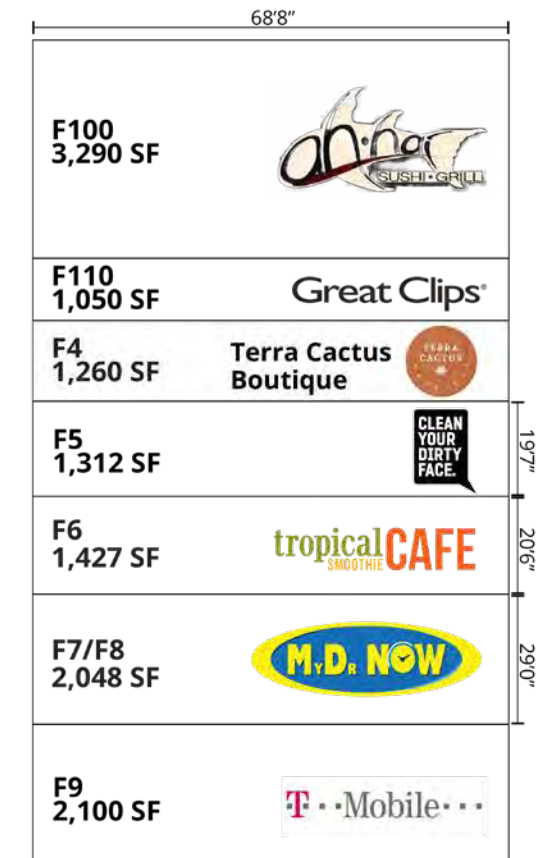 68'8"
F100
3,290 SF
an·har
SUSHI·GRILL
F110
1,050 SF
Great Clips®
F4
1,260 SF
Terra Cactus
Boutique
TERRA
CACTUS
F5
1,312 SF
CLEAN
YOUR
DIRTY
FACE.
19'7"
F6
1,427 SF
tropical CAFE
SMOOTHIE
20'6"
F7/F8
2,048 SF
MyDr NOW
29'0"
F9
2,100 SF
T··Mobile···